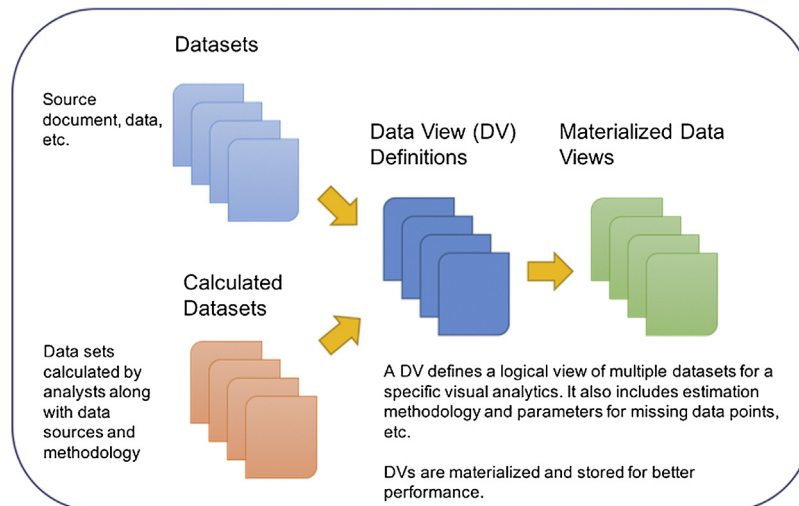 Datasets
Source
document, data,
etc.
Data View (DV)
Definitions
Materialized Data
Views
Calculated
Datasets
Data sets
calculated by
analysts along
with data
sources and
methodology
A DV defines a logical view of multiple datasets for a
specific visual analytics. It also includes estimation
methodology and parameters for missing data points,
etc.
DVs are materialized and stored for better
performance.